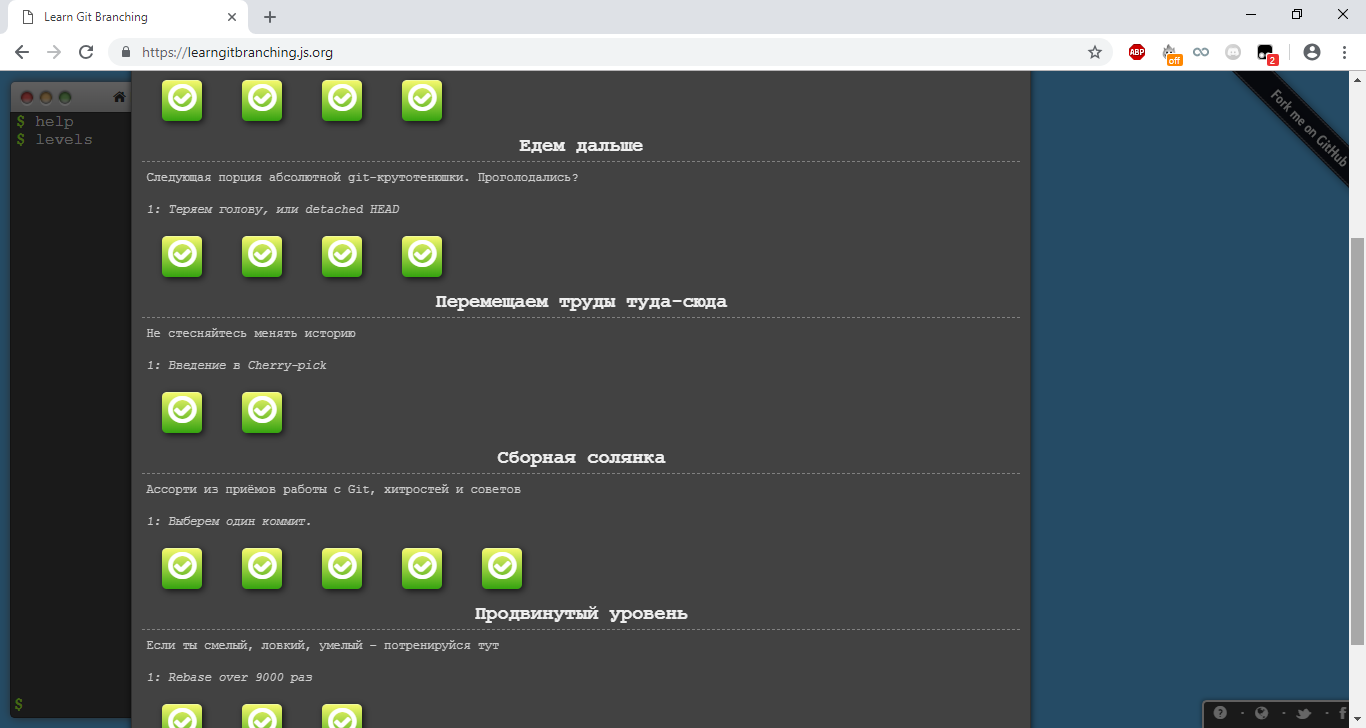 Learn Git Branching
https://learngitbranching.js.org
ABP
off
2
$ help
$ levels
Fork me on GitHub
Едем дальше
Следующая порция абсолютной git-крутотенюшки. Проголодались?
1: Теряем голову, или detached HEAD
Перемещаем труды туда-сюда
Не стесняйтесь менять историю
1: Введение в Cherry-pick
Сборная солянка
Ассорти из приёмов работы с Git, хитростей и советов
1: Выберем один коммит.
Продвинутый уровень
Если ты смелый, ловкий, умелый - потренируйся тут
1: Rebase over 9000 раз
$